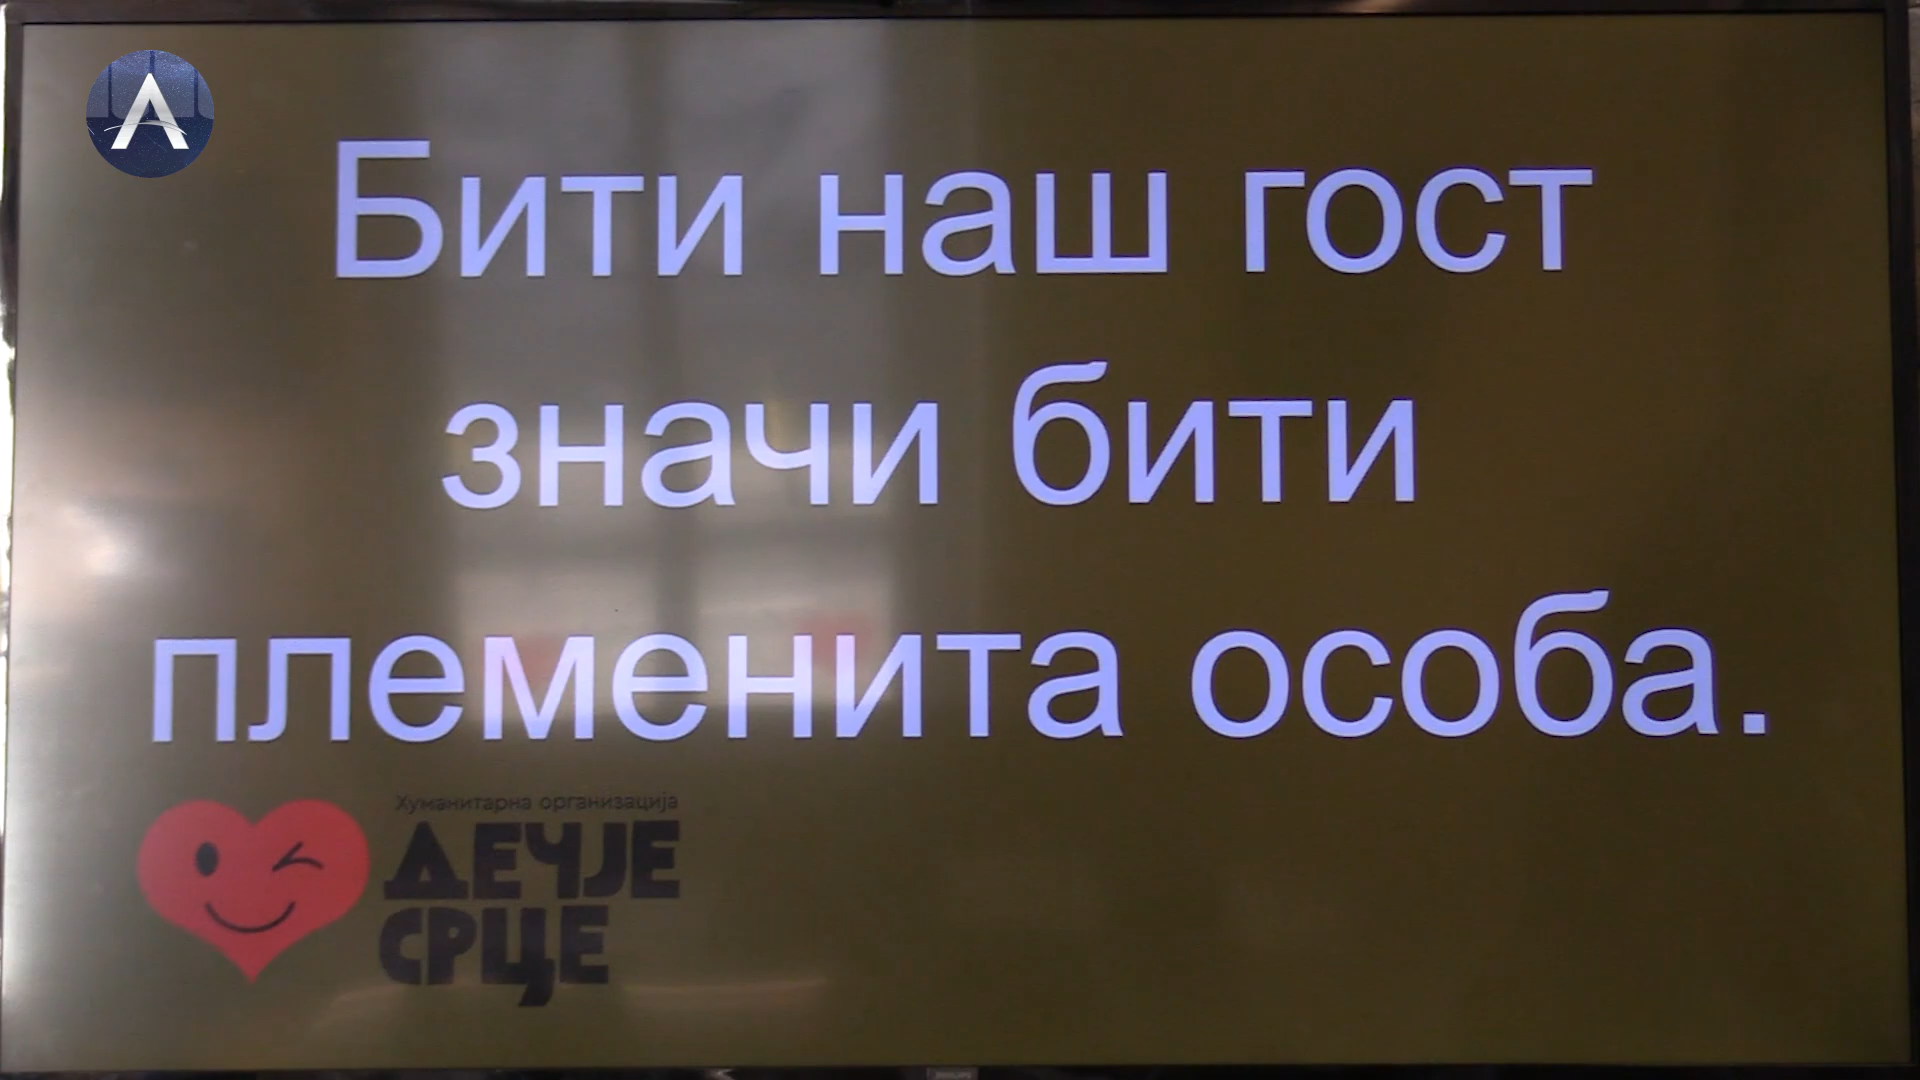 Бити наш гост
значи бити
племенита особа.
Хуманитарна организација
ДЕЧЈЕ
СРЦЕ